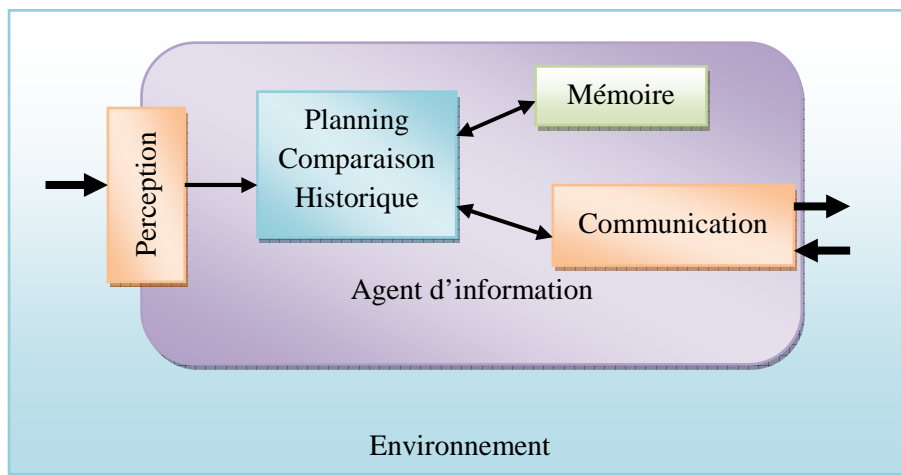 Perception
Planning
Comparaison
Historique
Mémoire
Communication
Agent d’information
Environnement